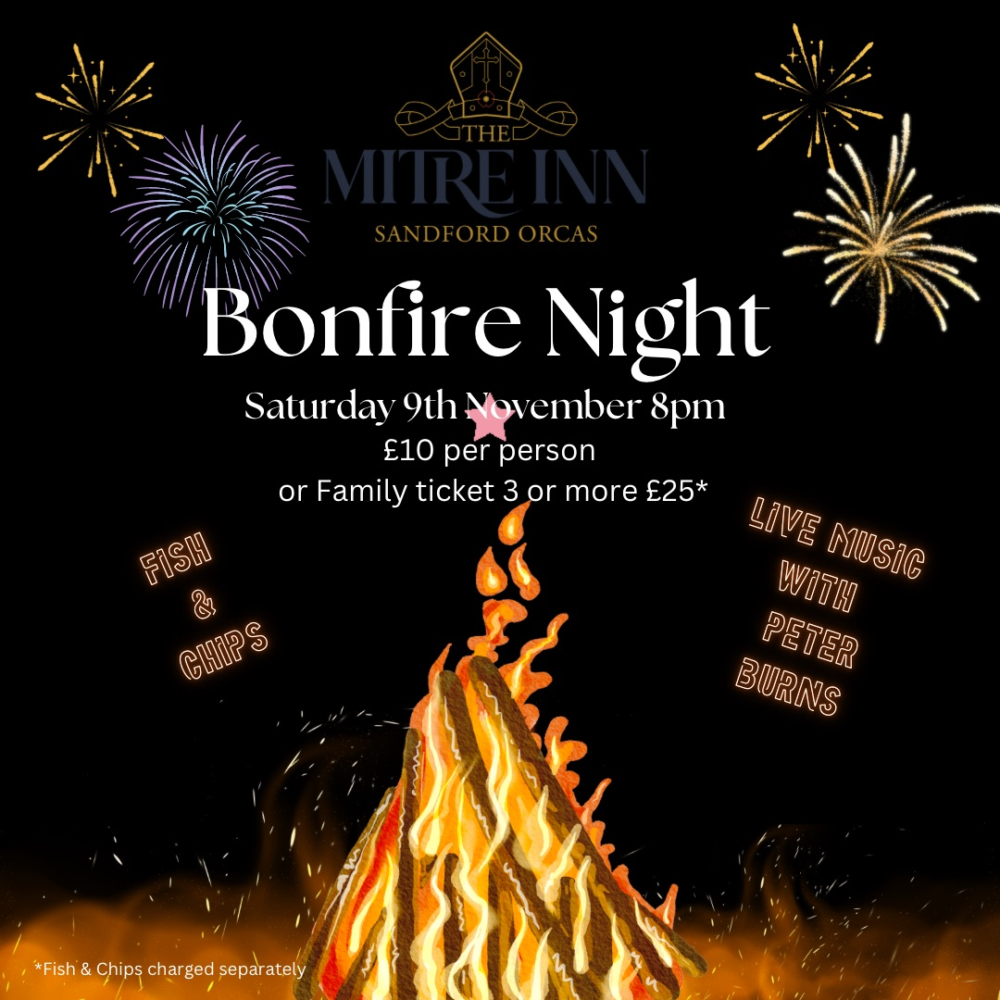 THE
MITRE INN
SANDFORD ORCAS
Bonfire Night
Saturday 9th November 8pm
£10 per person
or Family ticket 3 or more £25*
FISH
&
CHIPS
LIVE MUSIC
WITH
PETER
BURNS
*Fish & Chips charged separately